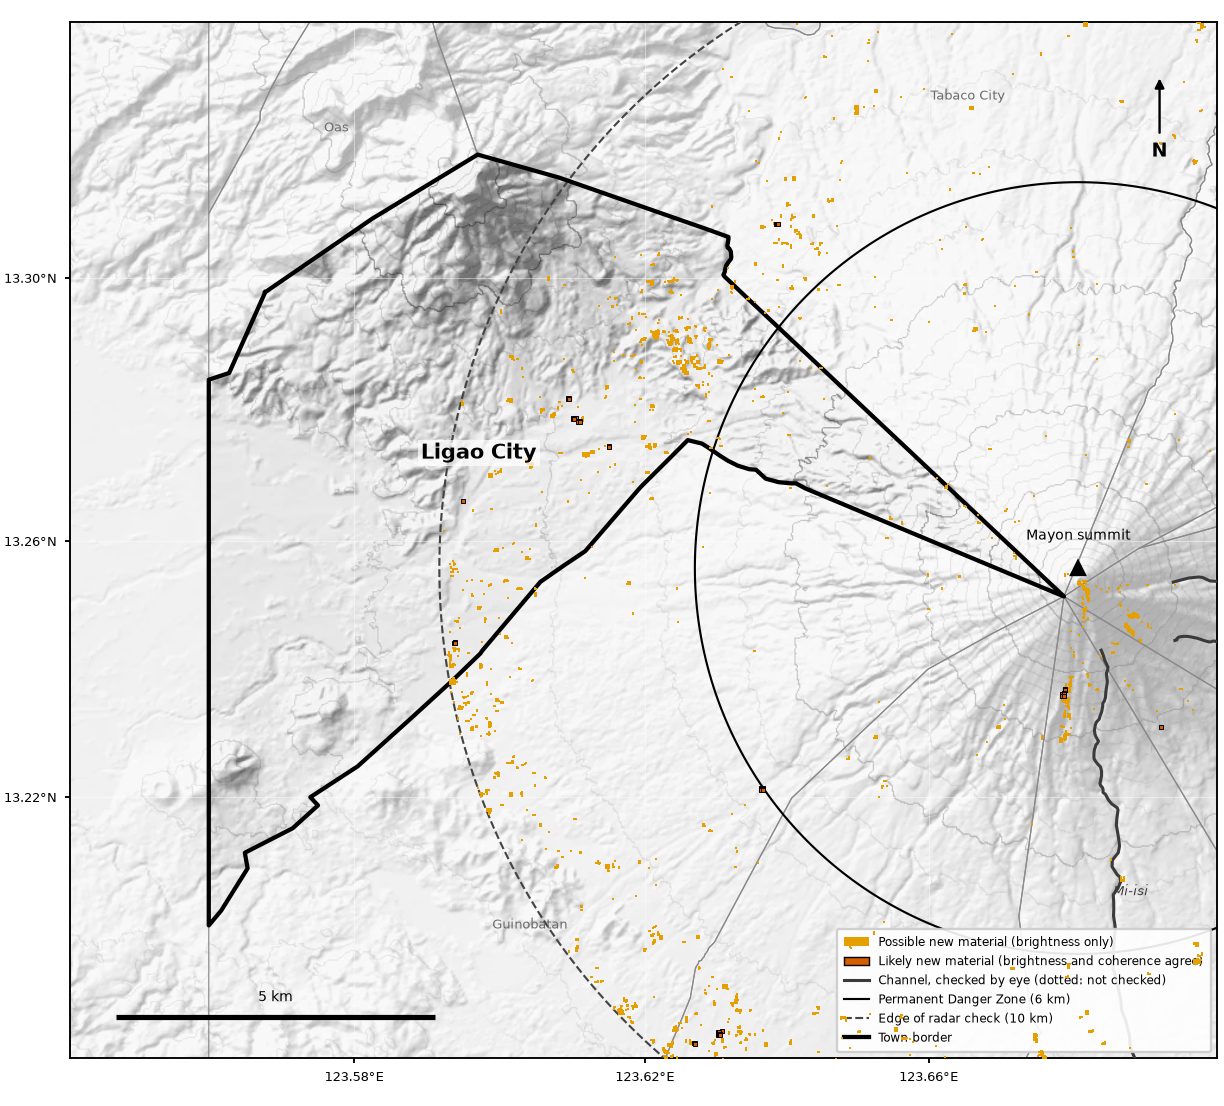 Tabaco City
Oas
N
13.30°N
Ligao City
13.26°N
Mayon summit
13.22°N
Mi-isi
Guinobatan
Possible new material (brightness only)
Likely new material (brightness and coherence agree)
Channel, checked by eye (dotted: not checked)
Permanent Danger Zone (6 km)
Edge of radar check (10 km)
Town border
5 km
123.58°E
123.62°E
123.66°E